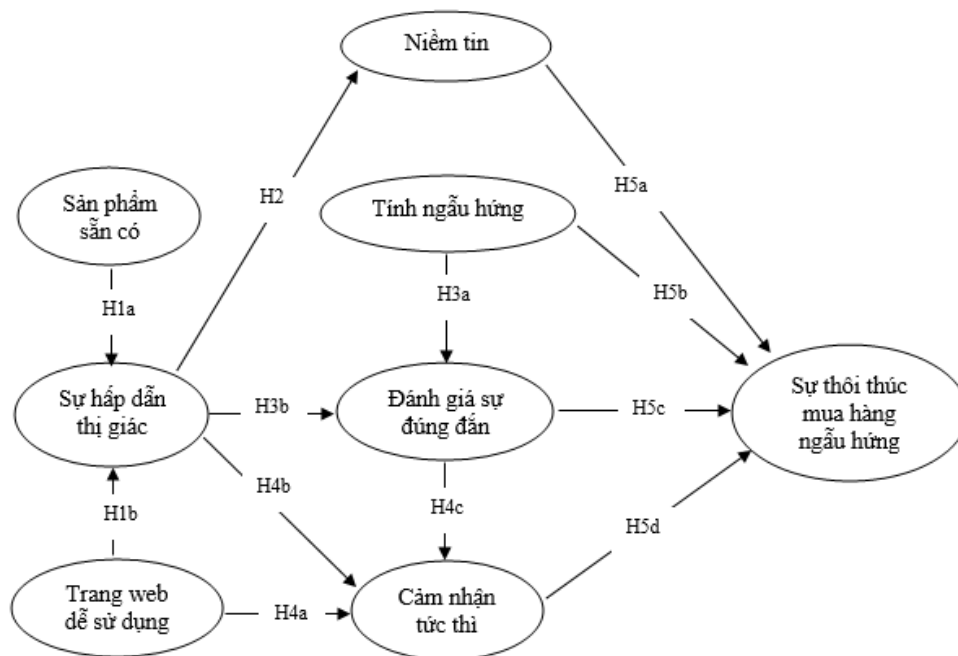 Niềm tin
H2
H5a
Sản phẩm
sẵn có
Tính ngẫu hứng
H1a
H3a
H5b
Sự hấp dẫn
thị giác
H3b
Đánh giá sự
đúng đắn
H5c
Sự thôi thúc
mua hàng
ngẫu hứng
H4b
H1b
H4c
H5d
Trang web
dễ sử dụng
H4a
Cảm nhận
tức thì